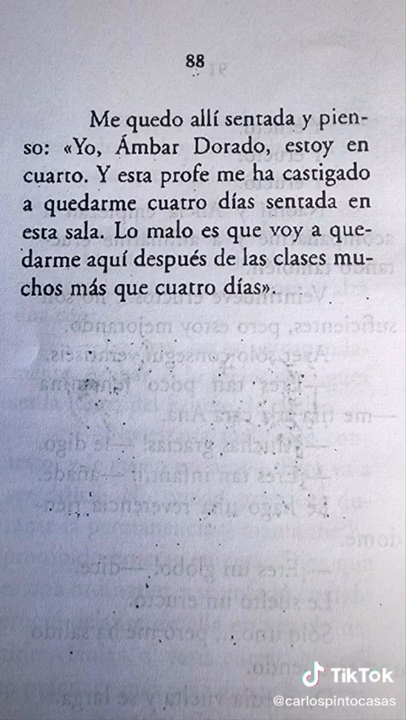 88
Me quedo allí sentada y pien-
so: «Yo, Ámbar Dorado, estoy en
cuarto. Y esta profe me ha castigado
a quedarme cuatro días sentada en
esta sala. Lo malo es que voy a que-
darme aquí después de las clases mu-
chos más que cuatro días».
TikTok
@carlospintocasas